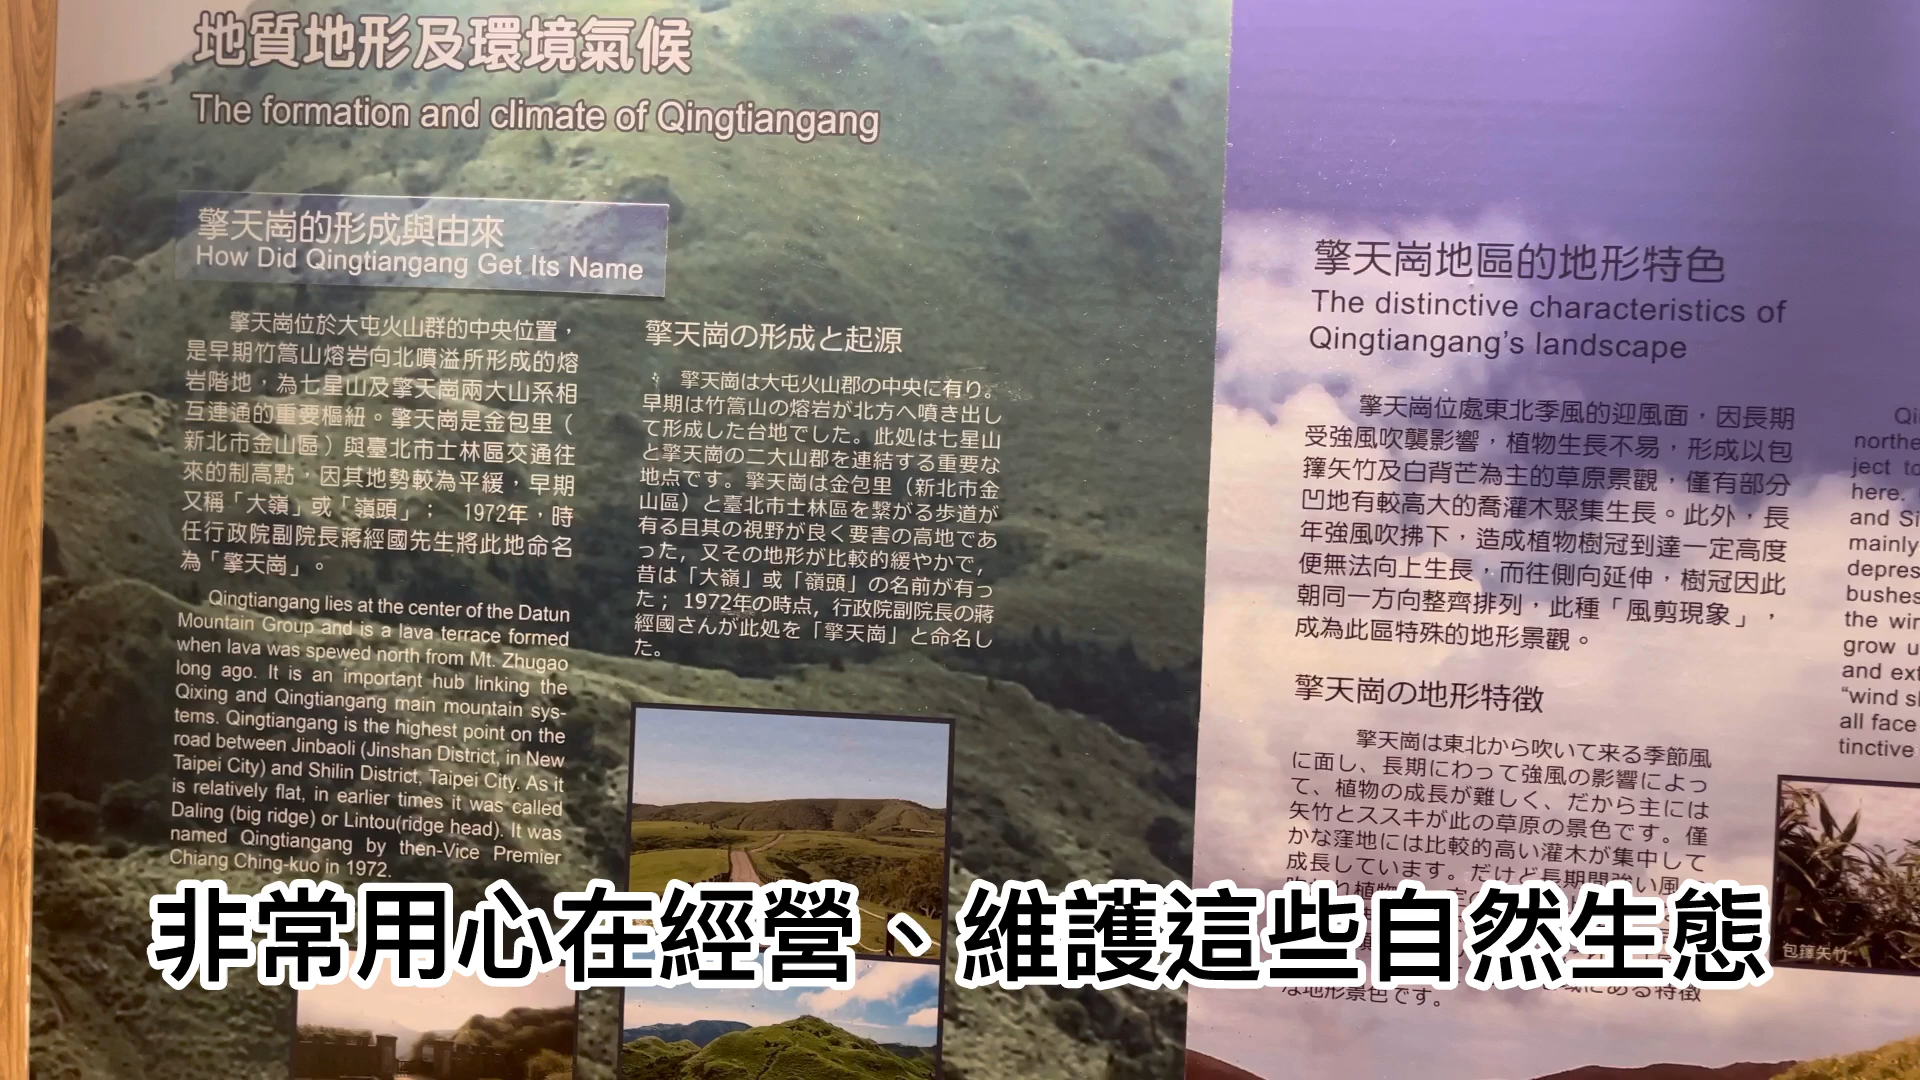 地質地形及環境氣候
The formation and climate of Qingtiangang
擎天崗的形成與由來
How Did Qingtiangang Get Its Name
擎天崗位於大屯火山群的中央位置，
是早期竹篙山熔岩向北噴溢所形成的熔
岩階地，為七星山及擎天崗兩大山系相
互連通的重要樞紐。擎天崗是金包里（
新北市金山區）與臺北市士林區交通往
來的制高點，因其地勢較為平緩，早期
又稱「大嶺」或「嶺頭」； 1972年，時
任行政院副院長蔣經國先生將此地命名
為「擎天崗」。
Qingtiangang lies at the center of the Datun
Mountain Group and is a lava terrace formed
when lava was spewed north from Mt. Zhugao
long ago. It is an important hub linking the
Qixing and Qingtiangang main mountain sys-
tems. Qingtiangang is the highest point on the
road between Jinbaoli (Jinshan District, in New
Taipei City) and Shilin District, Taipei City. As it
is relatively flat, in earlier times it was called
Daling (big ridge) or Lintou(ridge head). It was
named Qingtiangang by then-Vice Premier
Chiang Ching-kuo in 1972.
擎天崗の形成と起源
擎天崗は大屯火山郡の中央に有り。
早期は竹篙山の熔岩が北方へ噴き出し
て形成した台地でした。此処は七星山
と擎天崗の二大山郡を連結する重要な
地点です。擎天崗は金包里（新北市金
山區）と臺北市士林區を繋がる歩道が
有る且其の視野が良く要害の高地であ
った，又その地形が比較的緩やかで，
昔は「大嶺」或「嶺頭」の名前が有っ
た；1972年の時点，行政院副院長の蔣
經國さんが此処を「擎天崗」と命名し
た。
擎天崗地區的地形特色
The distinctive characteristics of
Qingtiangang’s landscape
擎天崗位處東北季風的迎風面，因長期
受強風吹襲影響，植物生長不易，形成以包
籜矢竹及白背芒為主的草原景觀，僅有部分
凹地有較高大的喬灌木聚集生長。此外，長
年強風吹拂下，造成植物樹冠到達一定高度
便無法向上生長，而往側向延伸，樹冠因此
朝同一方向整齊排列，此種「風剪現象」，
成為此區特殊的地形景觀。
擎天崗の地形特徴
擎天崗は東北から吹いて来る季節風
に面し、長期にわって強風の影響によっ
て、植物の成長が難しく、だから主には
矢竹とススキが此の草原の景色です。僅
かな窪地には比較的高い灌木が集中して
成長しています。だけど長期間強い風
な地形景色です。
northe
ject to
here.
and Si
mainly
depres
bushes
the wir
grow u
and ext
“wind sl
all face
tinctive
包籜矢竹
非常用心在經營、維護這些自然生態